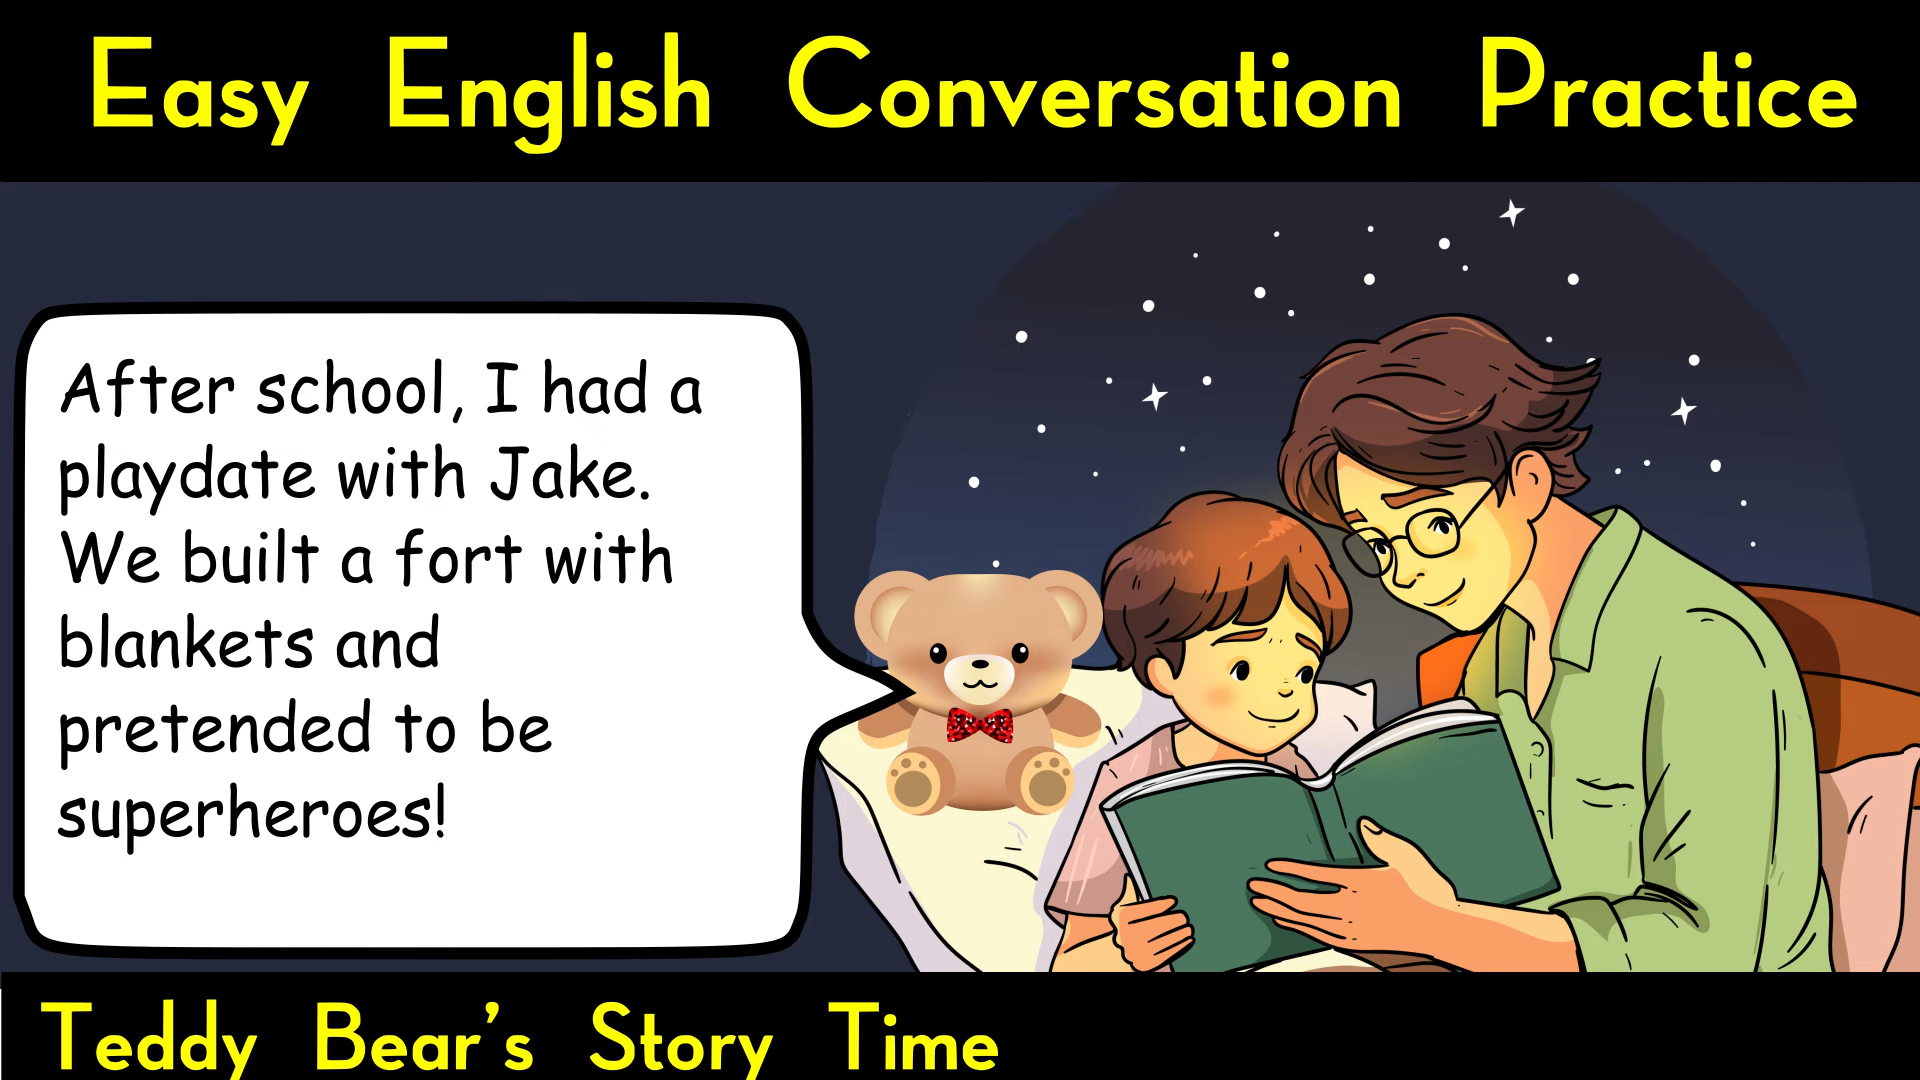 Easy English Conversation Practice
After school, I had a
playdate with Jake.
We built a fort with
blankets and
pretended to be
superheroes!
Teddy Bear’s Story Time